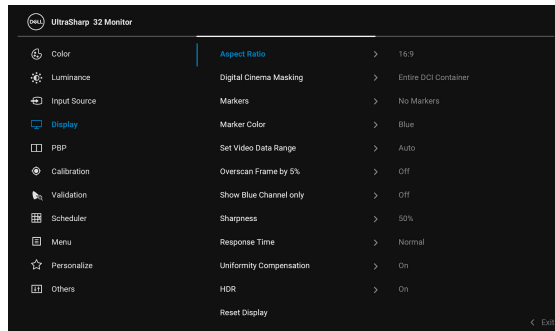 DELL UltraSharp 32 Monitor
Color Aspect Ratio > 16:9
Luminance Digital Cinema Masking > Entire DCI Container
Input Source Markers > No Markers
Display Marker Color > Blue
PBP Set Video Data Range > Auto
Calibration Overscan Frame by 5% > Off
Validation Show Blue Channel only > Off
Scheduler Sharpness > 50%
Menu Response Time > Normal
Personalize Uniformity Compensation > On
Others HDR > On
Reset Display
< Exit